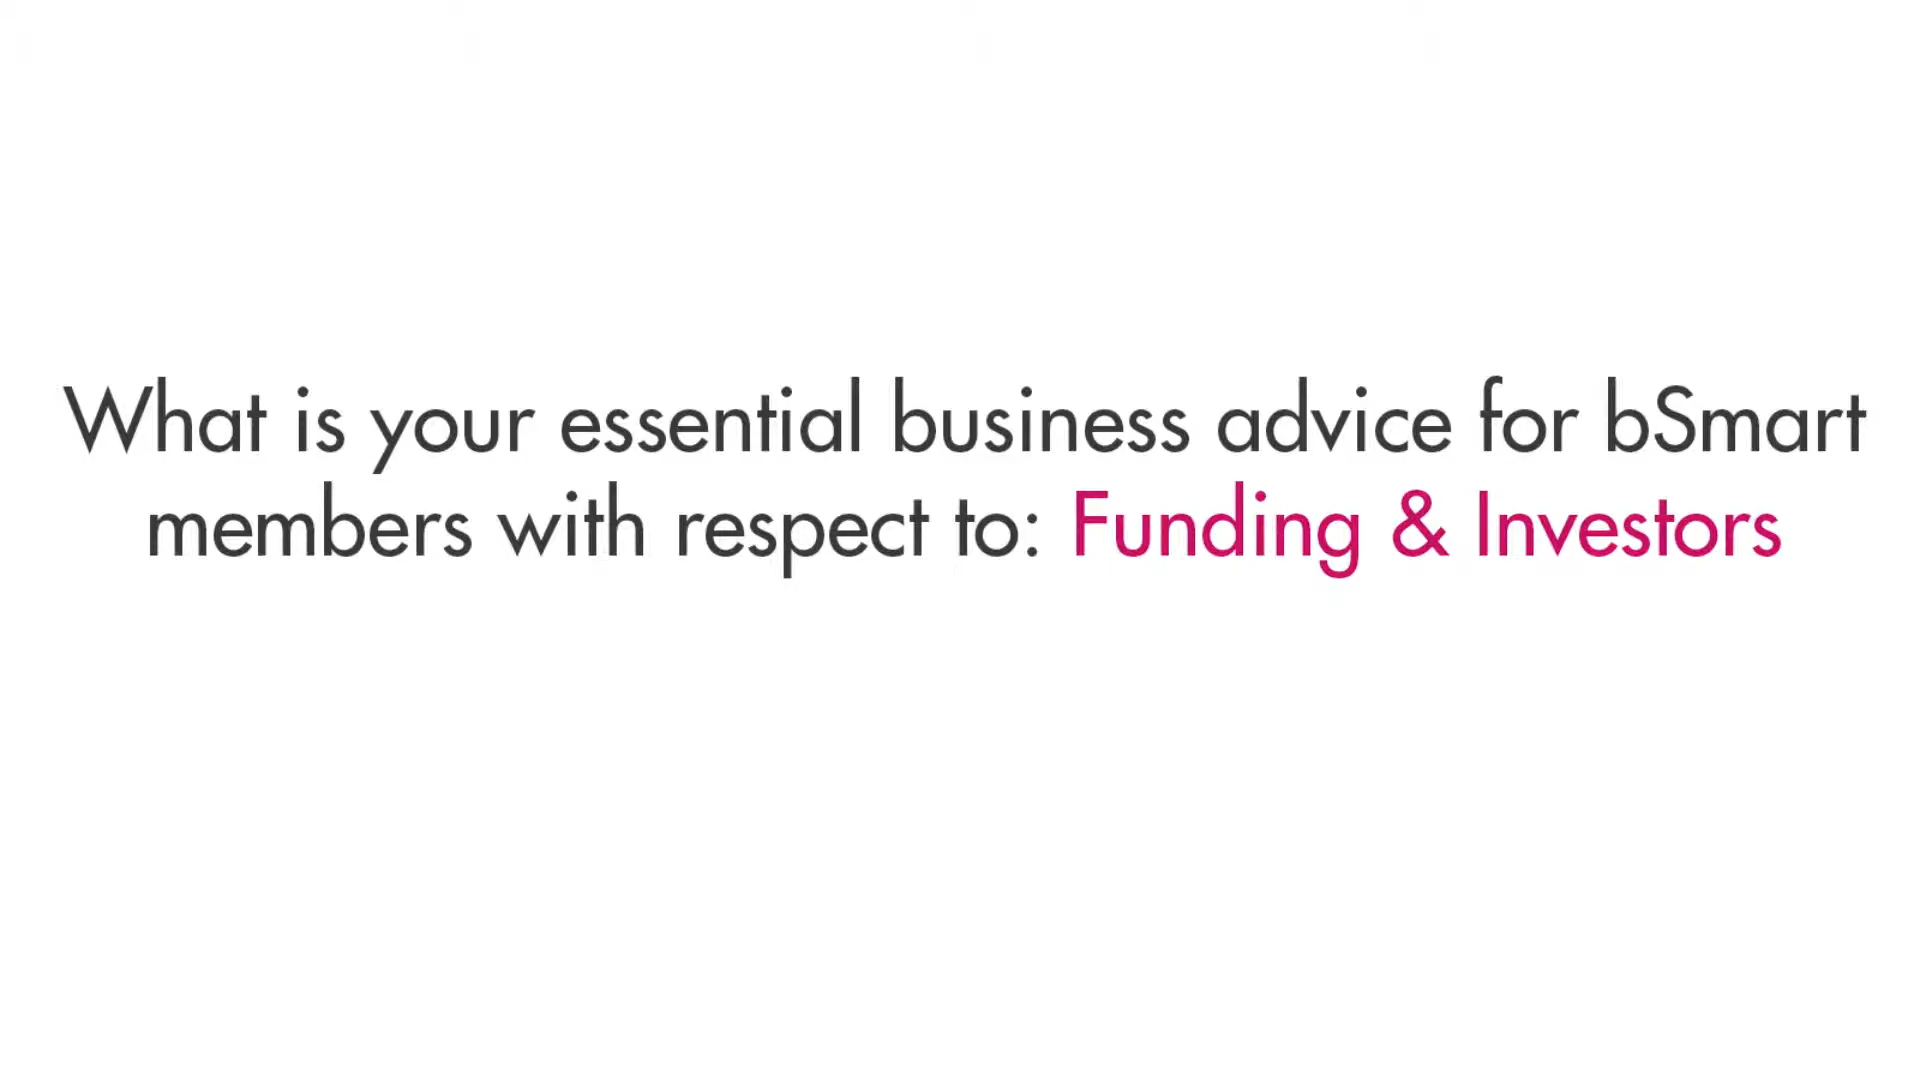 What is your essential business advice for bSmart
members with respect to: Funding & Investors